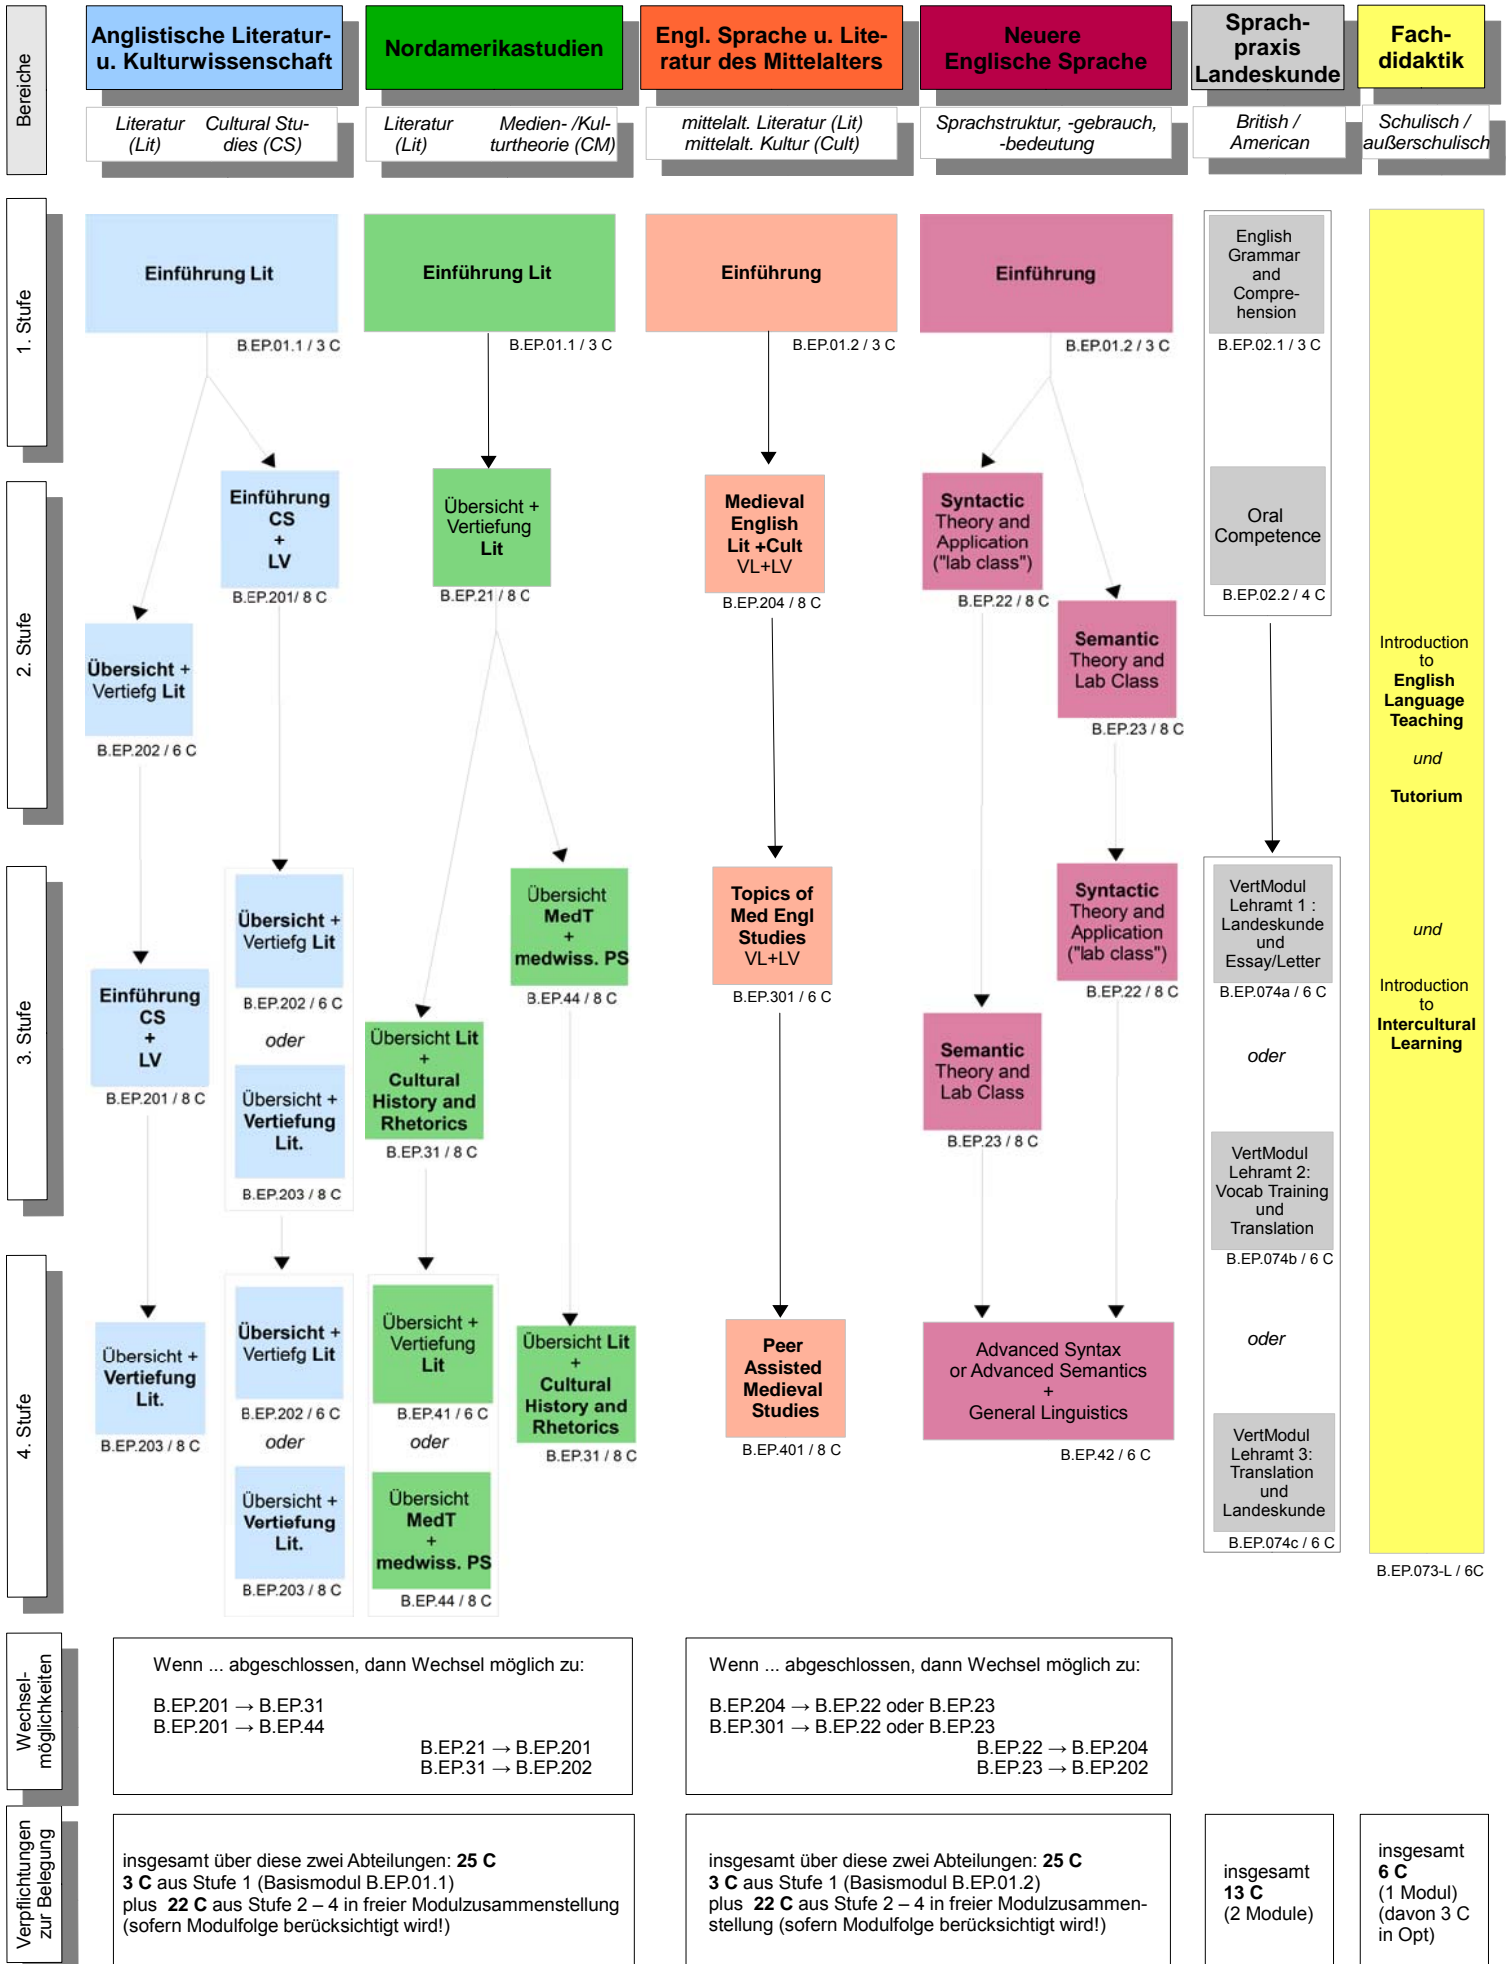 Bereiche
Anglistische Literatur-
u. Kulturwissenschaft
Nordamerikastudien
Engl. Sprache u. Lite-
ratur des Mittelalters
Neuere
Englische Sprache
Sprach-
praxis
Landeskunde
Fach-
didaktik
Literatur
(Lit)
Cultural Stu-
dies (CS)
Literatur
(Lit)
Medien- /Kul-
turtheorie (CM)
mittelalt. Literatur (Lit)
mittelalt. Kultur (Cult)
Sprachstruktur, -gebrauch,
-bedeutung
British /
American
Schulisch /
außerschulisch
1. Stufe
Einführung Lit
B.EP.01.1 / 3 C
Einführung Lit
B.EP.01.1 / 3 C
Einführung
B.EP.01.2 / 3 C
Einführung
B.EP.01.2 / 3 C
English
Grammar
and
Compre-
hension
B.EP.02.1 / 3 C
2. Stufe
Einführung
CS
+
LV
B.EP.201/ 8 C
Übersicht +
Vertiefg Lit
B.EP.202 / 6 C
Übersicht +
Vertiefung
Lit
B.EP.21 / 8 C
Medieval
English
Lit +Cult
VL+LV
B.EP.204 / 8 C
Syntactic
Theory and
Application
("lab class")
B.EP.22 / 8 C
Semantic
Theory and
Lab Class
B.EP.23 / 8 C
Oral
Competence
B.EP.02.2 / 4 C
Introduction
to
English
Language
Teaching
und
Tutorium
und
Introduction
to
Intercultural
Learning
B.EP.073-L / 6C
3. Stufe
Einführung
CS
+
LV
B.EP.201 / 8 C
Übersicht +
Vertiefg Lit
B.EP.202 / 6 C
oder
Übersicht +
Vertiefung
Lit.
B.EP.203 / 8 C
Übersicht Lit
+
Cultural
History and
Rhetorics
B.EP.31 / 8 C
Übersicht
MedT
+
medwiss. PS
B.EP.44 / 8 C
Topics of
Med Engl
Studies
VL+LV
B.EP.301 / 6 C
Semantic
Theory and
Lab Class
B.EP.23 / 8 C
Syntactic
Theory and
Application
("lab class")
B.EP.22 / 8 C
VertModul
Lehramt 1 :
Landeskunde
und
Essay/Letter
B.EP.074a / 6 C
oder
VertModul
Lehramt 2:
Vocab Training
und
Translation
B.EP.074b / 6 C
oder
VertModul
Lehramt 3:
Translation
und
Landeskunde
B.EP.074c / 6 C
4. Stufe
Übersicht +
Vertiefung
Lit.
B.EP.203 / 8 C
Übersicht +
Vertiefg Lit
B.EP.202 / 6 C
oder
Übersicht +
Vertiefung
Lit.
B.EP.203 / 8 C
Übersicht +
Vertiefung
Lit
B.EP.41 / 6 C
oder
Übersicht
MedT
+
medwiss. PS
B.EP.44 / 8 C
Übersicht Lit
+
Cultural
History and
Rhetorics
B.EP.31 / 8 C
Peer
Assisted
Medieval
Studies
B.EP.401 / 8 C
Advanced Syntax
or Advanced Semantics
+
General Linguistics
B.EP.42 / 6 C
Wechsel-
möglichkeiten
Wenn ... abgeschlossen, dann Wechsel möglich zu:
B.EP.201 → B.EP.31
B.EP.201 → B.EP.44
B.EP.21 → B.EP.201
B.EP.31 → B.EP.202
Wenn ... abgeschlossen, dann Wechsel möglich zu:
B.EP.204 → B.EP.22 oder B.EP.23
B.EP.301 → B.EP.22 oder B.EP.23
B.EP.22 → B.EP.204
B.EP.23 → B.EP.202
Verpflichtungen
zur Belegung
insgesamt über diese zwei Abteilungen: 25 C
3 C aus Stufe 1 (Basismodul B.EP.01.1)
plus 22 C aus Stufe 2 – 4 in freier Modulzusammenstellung
(sofern Modulfolge berücksichtigt wird!)
insgesamt über diese zwei Abteilungen: 25 C
3 C aus Stufe 1 (Basismodul B.EP.01.2)
plus 22 C aus Stufe 2 – 4 in freier Modulzusammen-
stellung (sofern Modulfolge berücksichtigt wird!)
insgesamt
13 C
(2 Module)
insgesamt
6 C
(1 Modul)
(davon 3 C
in Opt)